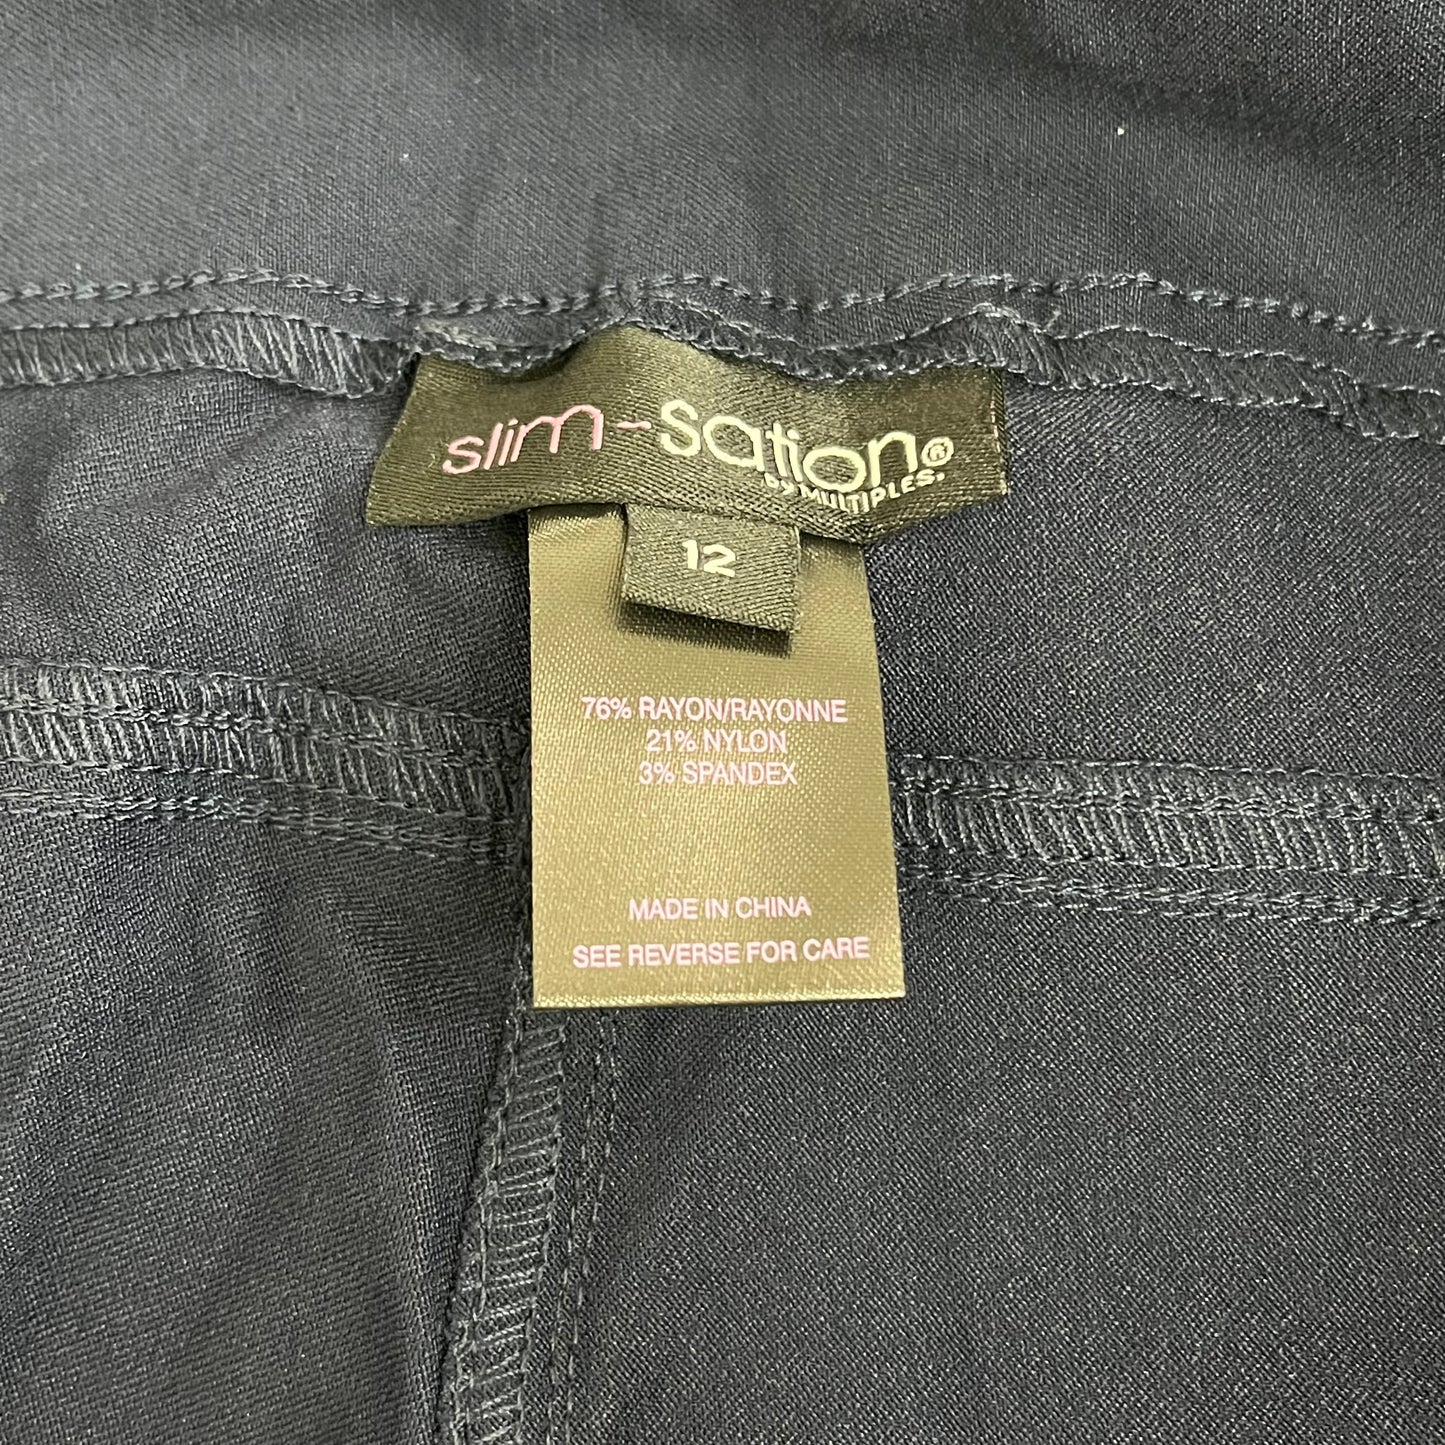 slim-sation®
by MULTIPLES.
12
76% RAYON/RAYONNE
21% NYLON
3% SPANDEX
MADE IN CHINA
SEE REVERSE FOR CARE